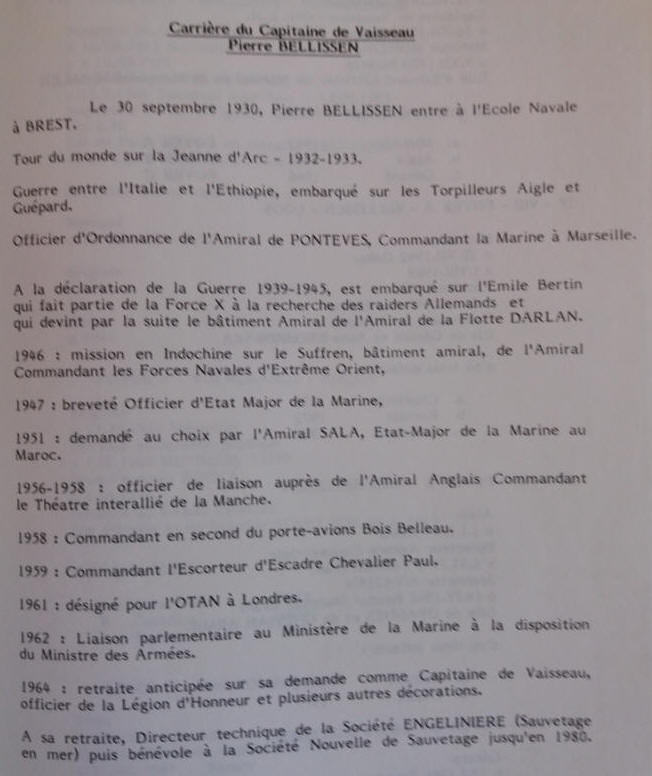 Carrière du Capitaine de Vaisseau
Pierre BELLISSEN
Le 30 septembre 1930, Pierre BELLISSEN entre à l'Ecole Navale
à BREST.
Tour du monde sur la Jeanne d'Arc - 1932-1933.
Guerre entre l'Italie et l'Ethiopie, embarqué sur les Torpilleurs Aigle et
Guépard.
Officier d'Ordonnance de l'Amiral de PONTEVES, Commandant la Marine à Marseille.
A la déclaration de la Guerre 1939-1945, est embarqué sur l'Emile Bertin
qui fait partie de la Force X à la recherche des raiders Allemands et
qui devint par la suite le bâtiment Amiral de l'Amiral de la Flotte DARLAN.
1946 : mission en Indochine sur le Suffren, bâtiment amiral, de l'Amiral
Commandant les Forces Navales d'Extrême Orient,
1947 : breveté Officier d'Etat Major de la Marine,
1951 : demandé au choix par l'Amiral SALA, Etat-Major de la Marine au
Maroc.
1956-1958 : officier de liaison auprès de l'Amiral Anglais Commandant
le Théatre interallié de la Manche.
1958 : Commandant en second du porte-avions Bois Belleau.
1959 : Commandant l'Escorteur d'Escadre Chevalier Paul.
1961 : désigné pour l'OTAN à Londres.
1962 : Liaison parlementaire au Ministère de la Marine à la disposition
du Ministre des Armées.
1964 : retraite anticipée sur sa demande comme Capitaine de Vaisseau,
officier de la Légion d'Honneur et plusieurs autres décorations.
A sa retraite, Directeur technique de la Société ENGELINIERE (Sauvetage
en mer) puis bénévole à la Société Nouvelle de Sauvetage jusqu'en 1980.